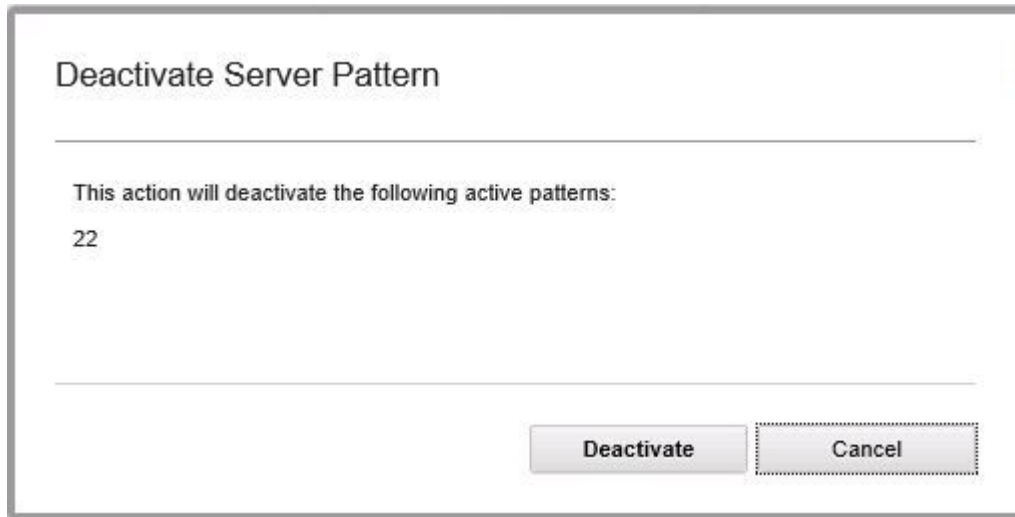 Deactivate Server Pattern
This action will deactivate the following active patterns:
22
Deactivate Cancel